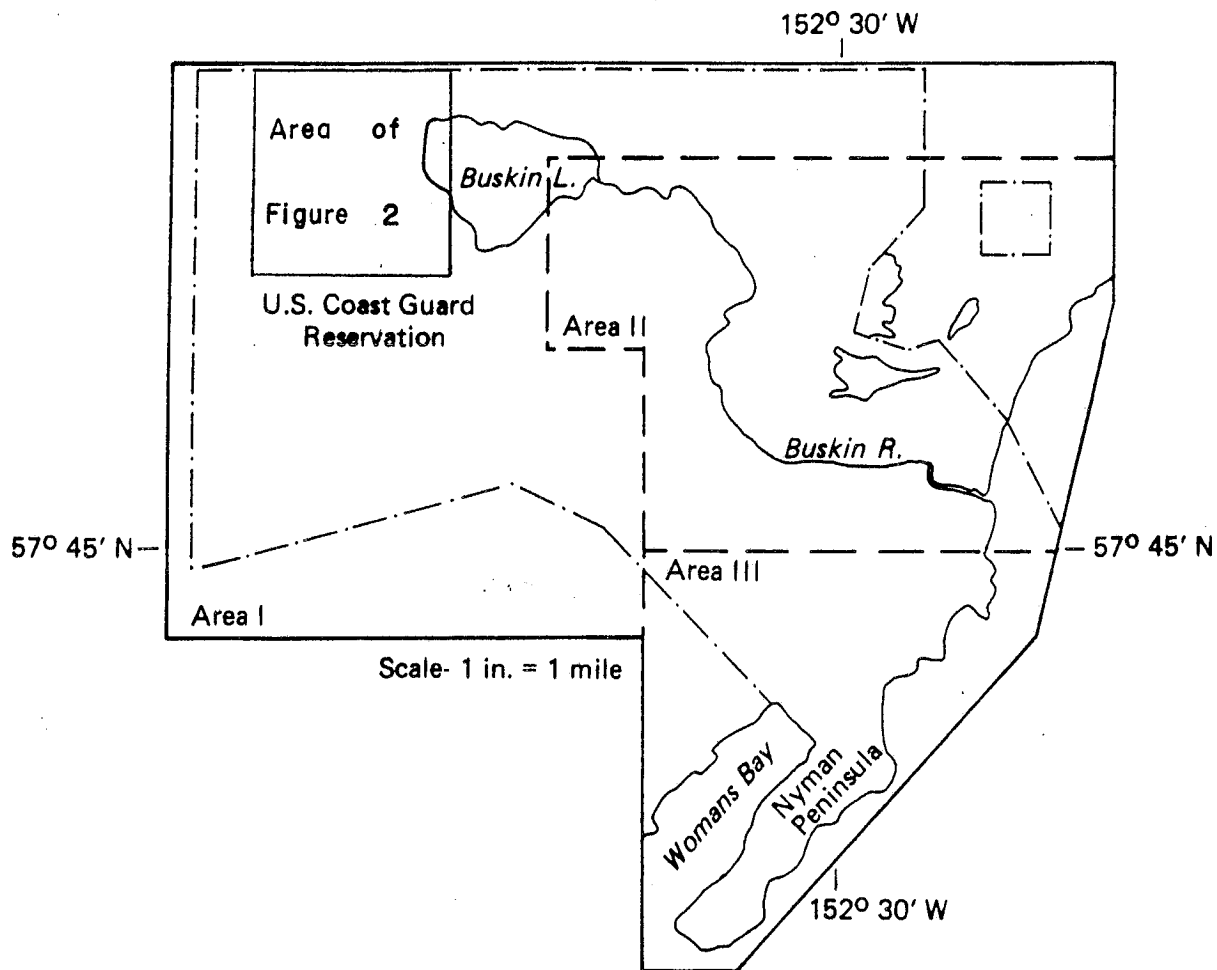 152° 30' W
Area of
Figure 2
Buskin L.
U.S. Coast Guard
Reservation
Area II
Buskin R.
57° 45' N
57° 45' N
Area III
Area I
Scale- 1 in. = 1 mile
Womans Bay
Nyman
Peninsula
152° 30' W